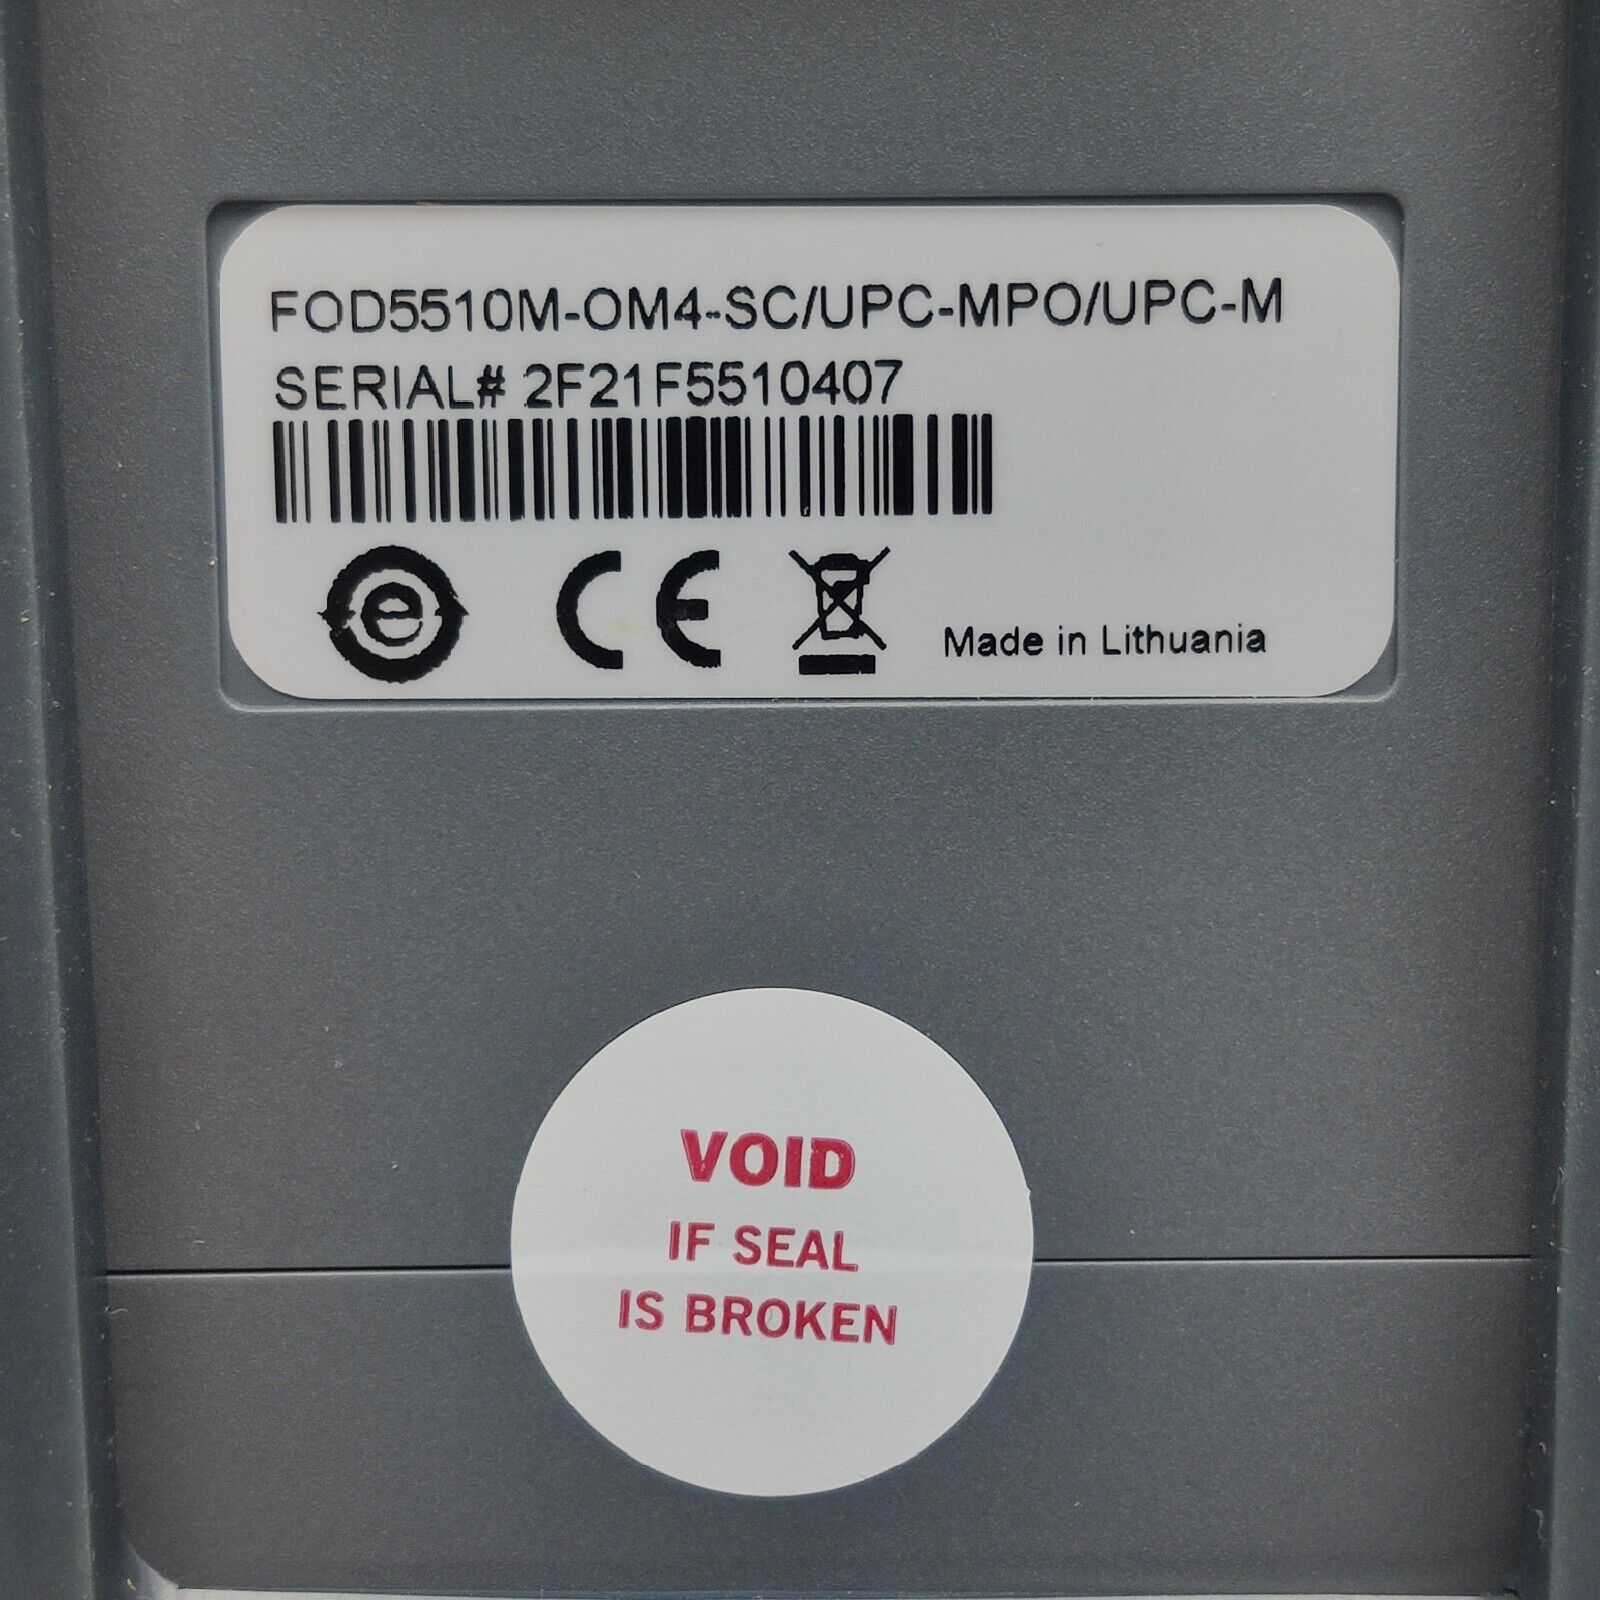 FOD5510M-OM4-SC/UPC-MPO/UPC-M
SERIAL# 2F21F5510407
e
CE
Made in Lithuania
VOID
IF SEAL
IS BROKEN